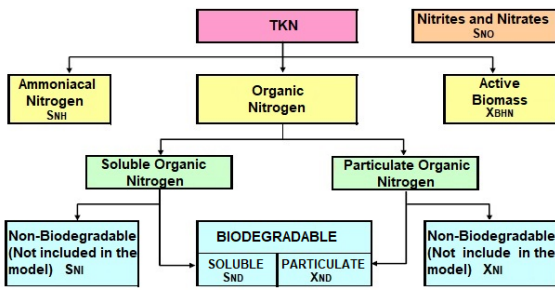 TKN
Nitrites and Nitrates
SNO
Ammoniacal
Nitrogen
SNH
Organic
Nitrogen
Active
Biomass
XBHN
Soluble Organic
Nitrogen
Particulate Organic
Nitrogen
Non-Biodegradable
(Not included in the
model) SNI
BIODEGRADABLE
SOLUBLE
SND
PARTICULATE
XND
Non-Biodegradable
(Not include in the
model) XNI